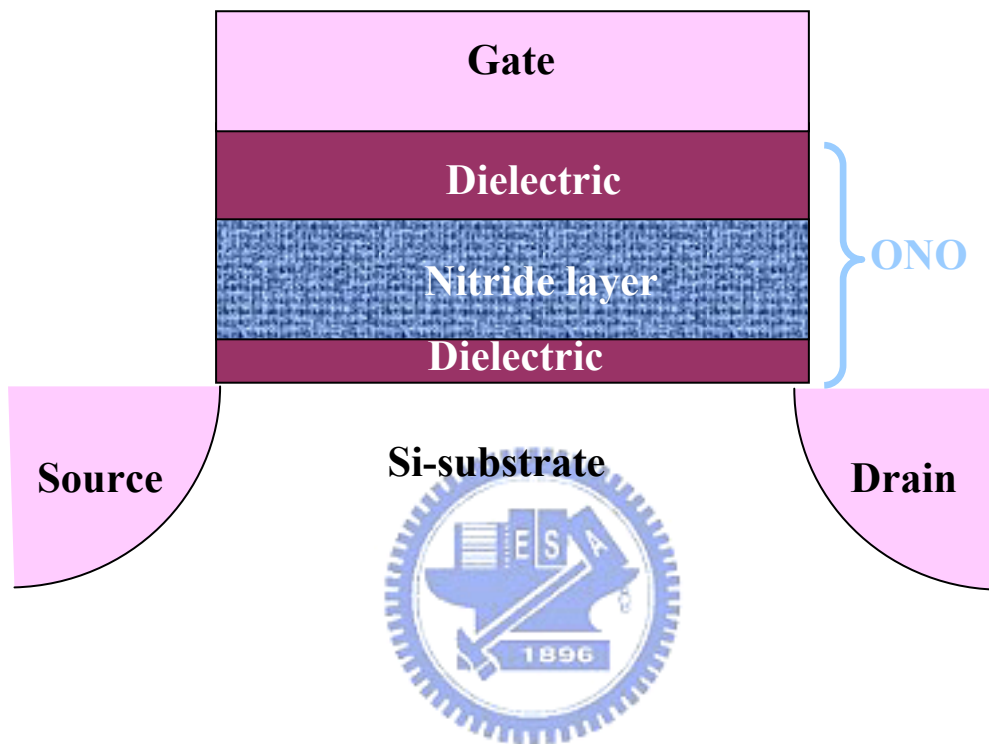 Gate
Dielectric
Nitride layer
ONO
Dielectric
Source
Si-substrate
Drain
E S A
1896